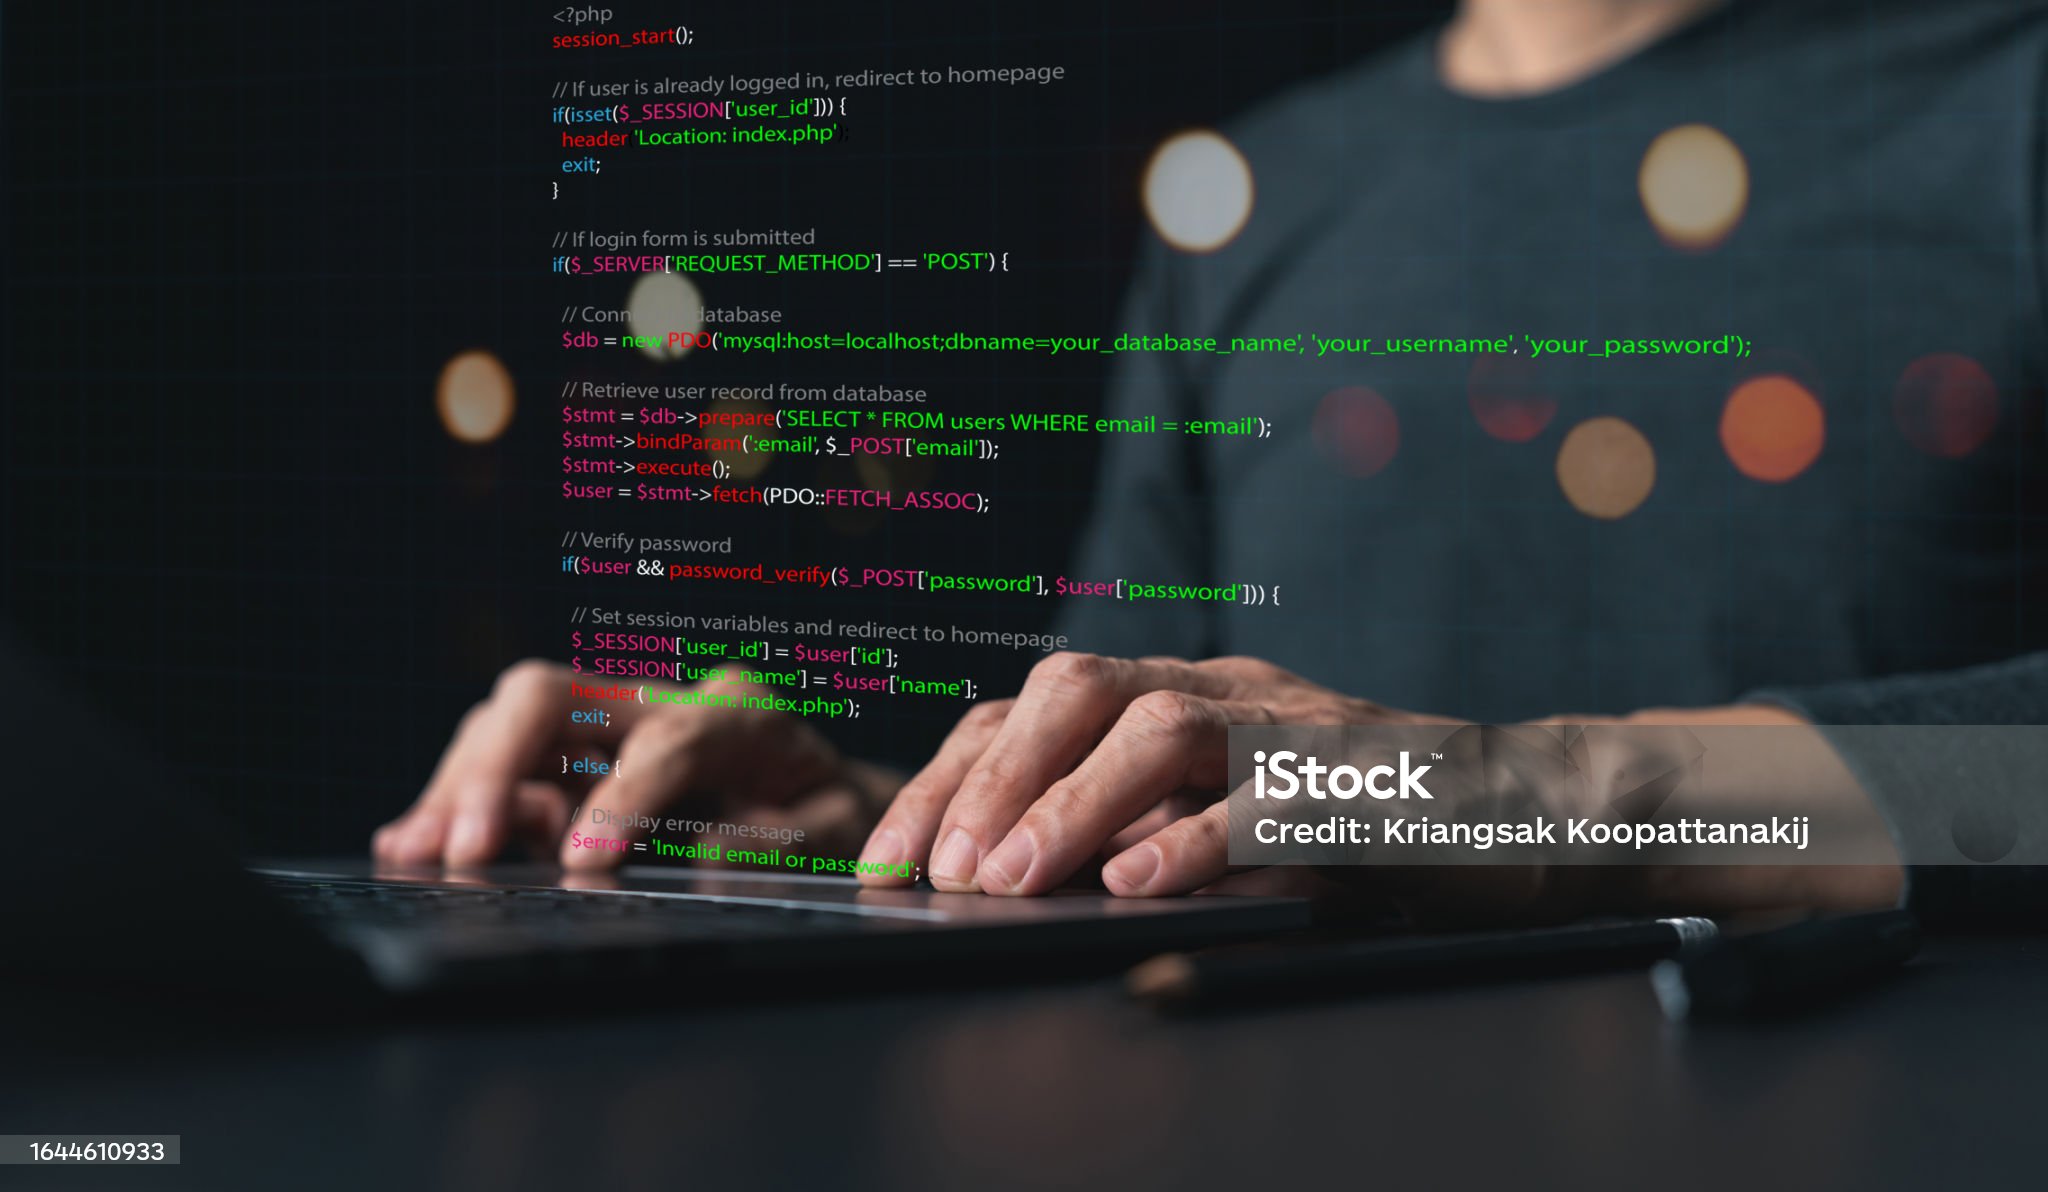 <?php
session_start();
// If user is already logged in, redirect to homepage
if(isset($_SESSION['user_id'])) {
header('Location: index.php');
exit;
}
// If login form is submitted
if($_SERVER['REQUEST_METHOD'] == 'POST') {
// database
$db = new PDO('mysql:host=localhost;dbname=your_database_name', 'your_username', 'your_password');
// Retrieve user record from database
$stmt = $db->prepare('SELECT * FROM users WHERE email = :email');
$stmt->bindParam(':email', $_POST['email']);
$stmt->execute();
$user = $stmt->fetch(PDO::FETCH_ASSOC);
// Verify password
if($user && password_verify($_POST['password'], $user['password'])) {
// Set session variables and redirect to homepage
$_SESSION['user_id'] = $user['id'];
$_SESSION['user_name'] = $user['name'];
header('Location: index.php');
exit;
} else {
// Display error message
$error = 'Invalid email or password';
iStock™
Credit: Kriangsak Koopattanakij
1644610933